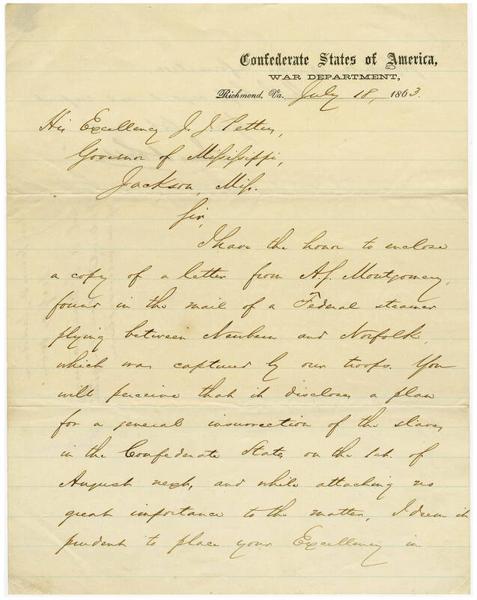 Confederate States of America,
WAR DEPARTMENT,
Richmond, Va. July 18, 1863
His Excellency J. J. Pettus,
Governor of Mississippi,
Jackson, Miss.
Sir,
I have the honor to enclose
a copy of a letter from Montgomery,
found in the mail of a Federal steamer
plying between Newbern and Norfolk,
which was captured by our troops. You
will perceive that it discloses a plan
for a general insurrection of the slaves
in the Confederate States on the 1st of
August next, and while attaching no
great importance to the matter, I deem it
prudent to place your Excellency in